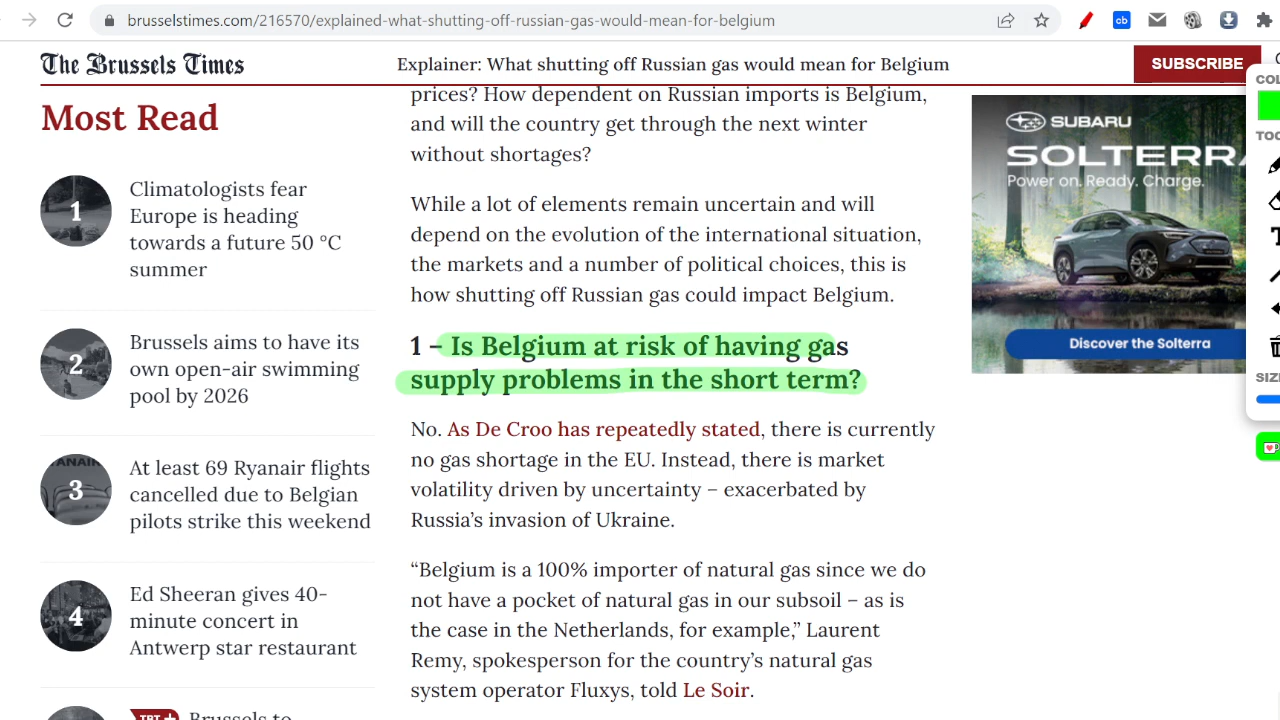 brusselstimes.com/216570/explained-what-shutting-off-russian-gas-would-mean-for-belgium
cb
The Brussels Times
Explainer: What shutting off Russian gas would mean for Belgium
SUBSCRIBE
Most Read
1
Climatologists fear
Europe is heading
towards a future 50 °C
summer
2
Brussels aims to have its
own open-air swimming
pool by 2026
3
At least 69 Ryanair flights
cancelled due to Belgian
pilots strike this weekend
4
Ed Sheeran gives 40-
minute concert in
Antwerp star restaurant
Brussels to
prices? How dependent on Russian imports is Belgium,
and will the country get through the next winter
without shortages?
While a lot of elements remain uncertain and will
depend on the evolution of the international situation,
the markets and a number of political choices, this is
how shutting off Russian gas could impact Belgium.
1 – Is Belgium at risk of having gas
supply problems in the short term?
No. As De Croo has repeatedly stated, there is currently
no gas shortage in the EU. Instead, there is market
volatility driven by uncertainty – exacerbated by
Russia’s invasion of Ukraine.
“Belgium is a 100% importer of natural gas since we do
not have a pocket of natural gas in our subsoil – as is
the case in the Netherlands, for example,” Laurent
Remy, spokesperson for the country’s natural gas
system operator Fluxys, told Le Soir.
SUBARU
SOLTERRA
Power on. Ready. Charge.
Discover the Solterra
COL
TOO
T
SIZE